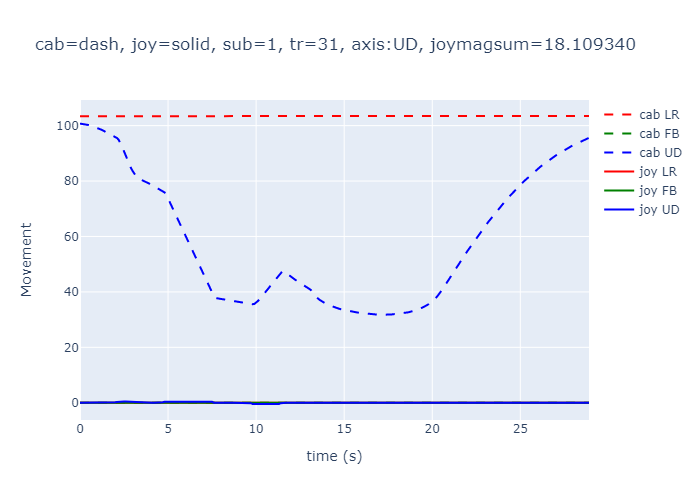 cab=dash, joy=solid, sub=1, tr=31, axis:UD, joymagsum=18.109340
cab LR
cab FB
cab UD
joy LR
joy FB
joy UD
Movement
100
80
60
40
20
0
0 5 10 15 20 25
time (s)